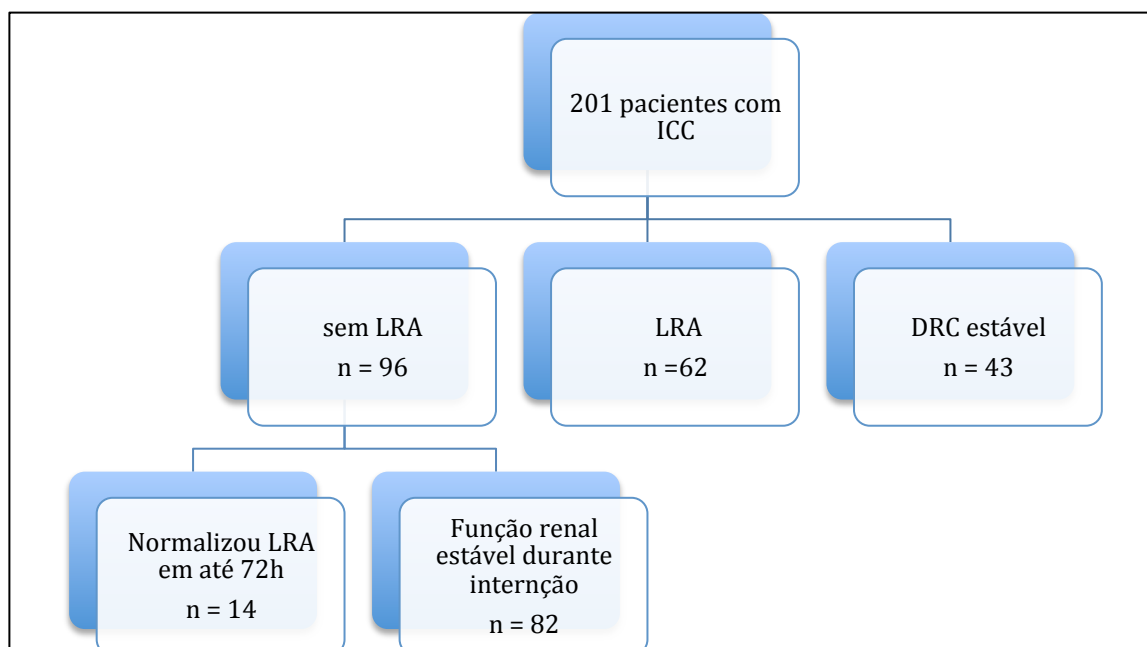 201 pacientes com
ICC
sem LRA
n = 96
LRA
n =62
DRC estável
n = 43
Normalizou LRA
em até 72h
n = 14
Função renal
estável durante
internção
n = 82